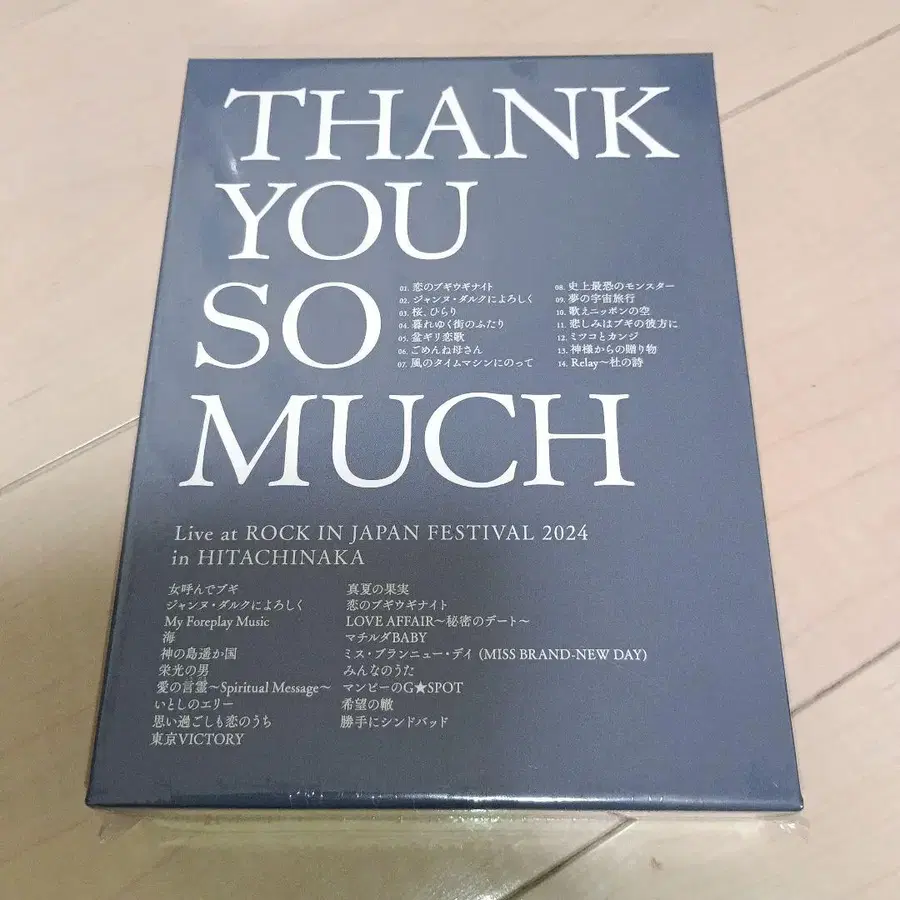 THANK
YOU
SO
MUCH
01. 恋のブギウギナイト
02. ジャンヌ・ダルクによろしく
03. 桜、ひらり
04. 暮れゆく街のふたり
05. 盆ギリ恋歌
06. ごめんね母さん
07. 風のタイムマシンにのって
08. 史上最恐のモンスター
09. 夢の宇宙旅行
10. 歌えニッポンの空
11. 悲しみはブギの彼方に
12. ミツコとカンジ
13. 神様からの贈り物
14. Relay〜杜の詩
Live at ROCK IN JAPAN FESTIVAL 2024
in HITACHINAKA
女呼んでブギ
ジャンヌ・ダルクによろしく
My Foreplay Music
海
神の島遥か国
栄光の男
愛の言霊〜Spiritual Message〜
いとしのエリー
思い過ごしも恋のうち
東京VICTORY
真夏の果実
恋のブギウギナイト
LOVE AFFAIR〜秘密のデート〜
マチルダBABY
ミス・ブランニュー・デイ (MISS BRAND-NEW DAY)
みんなのうた
マンピーのG★SPOT
希望の轍
勝手にシンドバッド